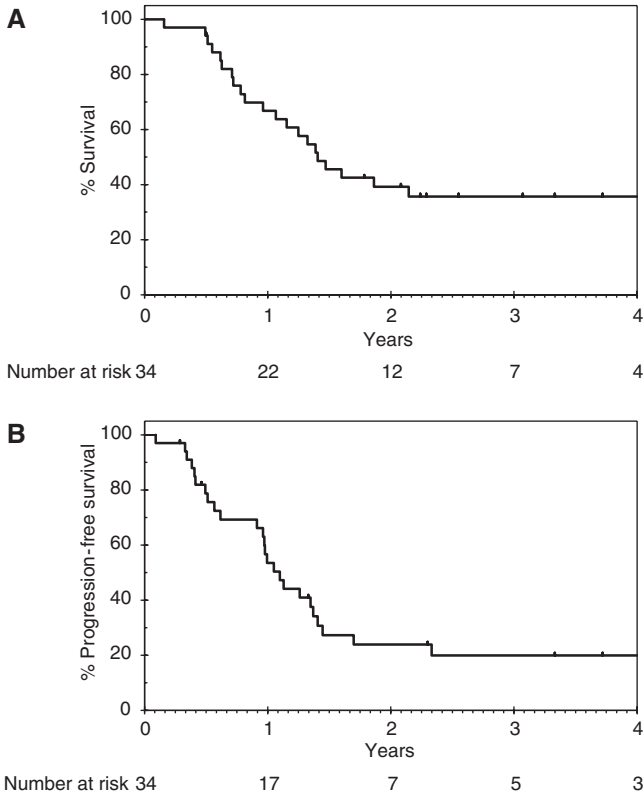 A
% Survival
100
80
60
40
20
0
0 1 2 3 4
Years
Number at risk 34 22 12 7 4
B
% Progression-free survival
100
80
60
40
20
0
0 1 2 3 4
Years
Number at risk 34 17 7 5 3